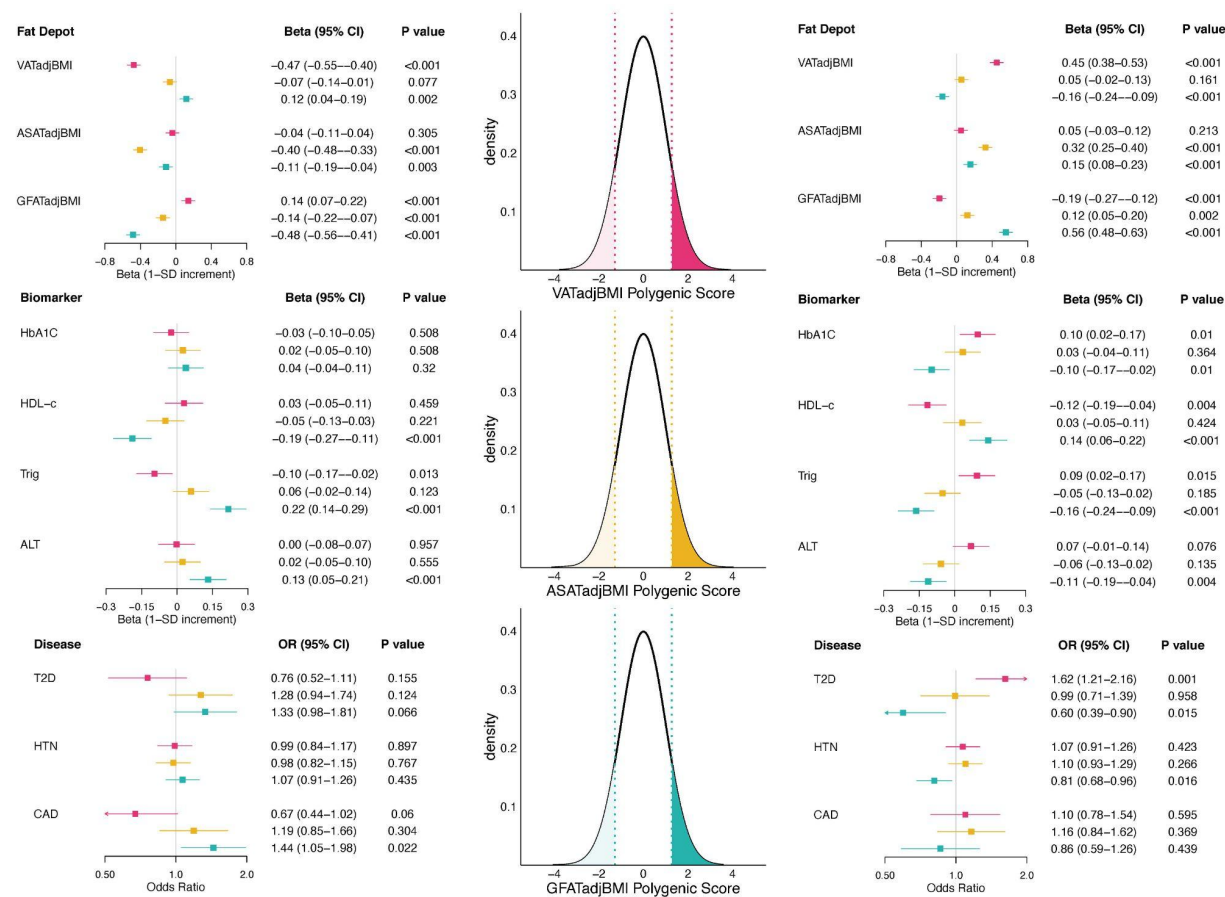 Fat Depot Beta (95% CI) P value
VATadjBMI −0.47 (−0.55−−0.40) <0.001
−0.07 (−0.14−0.01) 0.077
0.12 (0.04−0.19) 0.002
ASATadjBMI −0.04 (−0.11−0.04) 0.305
−0.40 (−0.48−−0.33) <0.001
−0.11 (−0.19−−0.04) 0.003
GFATadjBMI 0.14 (0.07−0.22) <0.001
−0.14 (−0.22−−0.07) <0.001
−0.48 (−0.56−−0.41) <0.001
−0.8 −0.4 0 0.4 0.8
Beta (1−SD increment)
Biomarker Beta (95% CI) P value
HbA1C −0.03 (−0.10−0.05) 0.508
0.02 (−0.05−0.10) 0.508
0.04 (−0.04−0.11) 0.32
HDL−c 0.03 (−0.05−0.11) 0.459
−0.05 (−0.13−0.03) 0.221
−0.19 (−0.27−−0.11) <0.001
Trig −0.10 (−0.17−−0.02) 0.013
0.06 (−0.02−0.14) 0.123
0.22 (0.14−0.29) <0.001
ALT 0.00 (−0.08−0.07) 0.957
0.02 (−0.05−0.10) 0.555
0.13 (0.05−0.21) <0.001
−0.3 −0.15 0 0.15 0.3
Beta (1−SD increment)
Disease OR (95% CI) P value
T2D 0.76 (0.52−1.11) 0.155
1.28 (0.94−1.74) 0.124
1.33 (0.98−1.81) 0.066
HTN 0.99 (0.84−1.17) 0.897
0.98 (0.82−1.15) 0.767
1.07 (0.91−1.26) 0.435
CAD 0.67 (0.44−1.02) 0.06
1.19 (0.85−1.66) 0.304
1.44 (1.05−1.98) 0.022
0.50 1.0 2.0
Odds Ratio
density
0.4
0.3
0.2
0.1
−4 −2 0 2 4
VATadjBMI Polygenic Score
density
0.4
0.3
0.2
0.1
−4 −2 0 2 4
ASATadjBMI Polygenic Score
density
0.4
0.3
0.2
0.1
−4 −2 0 2 4
GFATadjBMI Polygenic Score
Fat Depot Beta (95% CI) P value
VATadjBMI 0.45 (0.38−0.53) <0.001
0.05 (−0.02−0.13) 0.161
−0.16 (−0.24−−0.09) <0.001
ASATadjBMI 0.05 (−0.03−0.12) 0.213
0.32 (0.25−0.40) <0.001
0.15 (0.08−0.23) <0.001
GFATadjBMI −0.19 (−0.27−−0.12) <0.001
0.12 (0.05−0.20) 0.002
0.56 (0.48−0.63) <0.001
−0.8 −0.4 0 0.4 0.8
Beta (1−SD increment)
Biomarker Beta (95% CI) P value
HbA1C 0.10 (0.02−0.17) 0.01
0.03 (−0.04−0.11) 0.364
−0.10 (−0.17−−0.02) 0.01
HDL−c −0.12 (−0.19−−0.04) 0.004
0.03 (−0.05−0.11) 0.424
0.14 (0.06−0.22) <0.001
Trig 0.09 (0.02−0.17) 0.015
−0.05 (−0.13−0.02) 0.185
−0.16 (−0.24−−0.09) <0.001
ALT 0.07 (−0.01−0.14) 0.076
−0.06 (−0.13−0.02) 0.135
−0.11 (−0.19−−0.04) 0.004
−0.3 −0.15 0 0.15 0.3
Beta (1−SD increment)
Disease OR (95% CI) P value
T2D 1.62 (1.21−2.16) 0.001
0.99 (0.71−1.39) 0.958
0.60 (0.39−0.90) 0.015
HTN 1.07 (0.91−1.26) 0.423
1.10 (0.93−1.29) 0.266
0.81 (0.68−0.96) 0.016
CAD 1.10 (0.78−1.54) 0.595
1.16 (0.84−1.62) 0.369
0.86 (0.59−1.26) 0.439
0.50 1.0 2.0
Odds Ratio